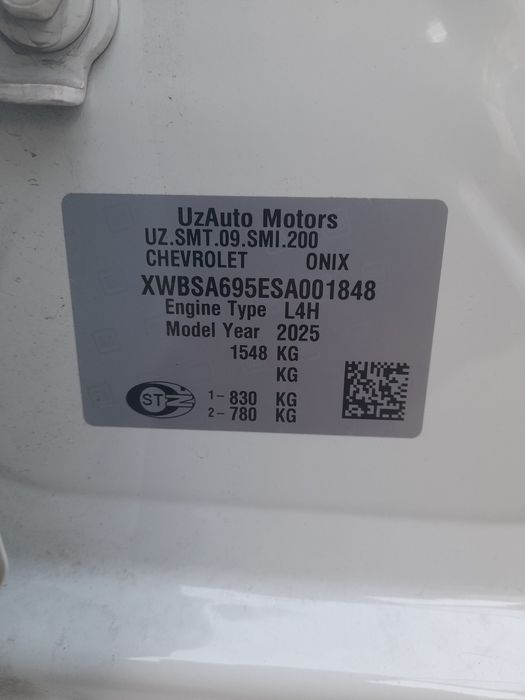 UzAuto Motors
UZ.SMT.09.SMI.200
CHEVROLET ONIX
XWBSA695ESA001848
Engine Type L4H
Model Year 2025
1548 KG
KG
1- 830 KG
2- 780 KG
ST